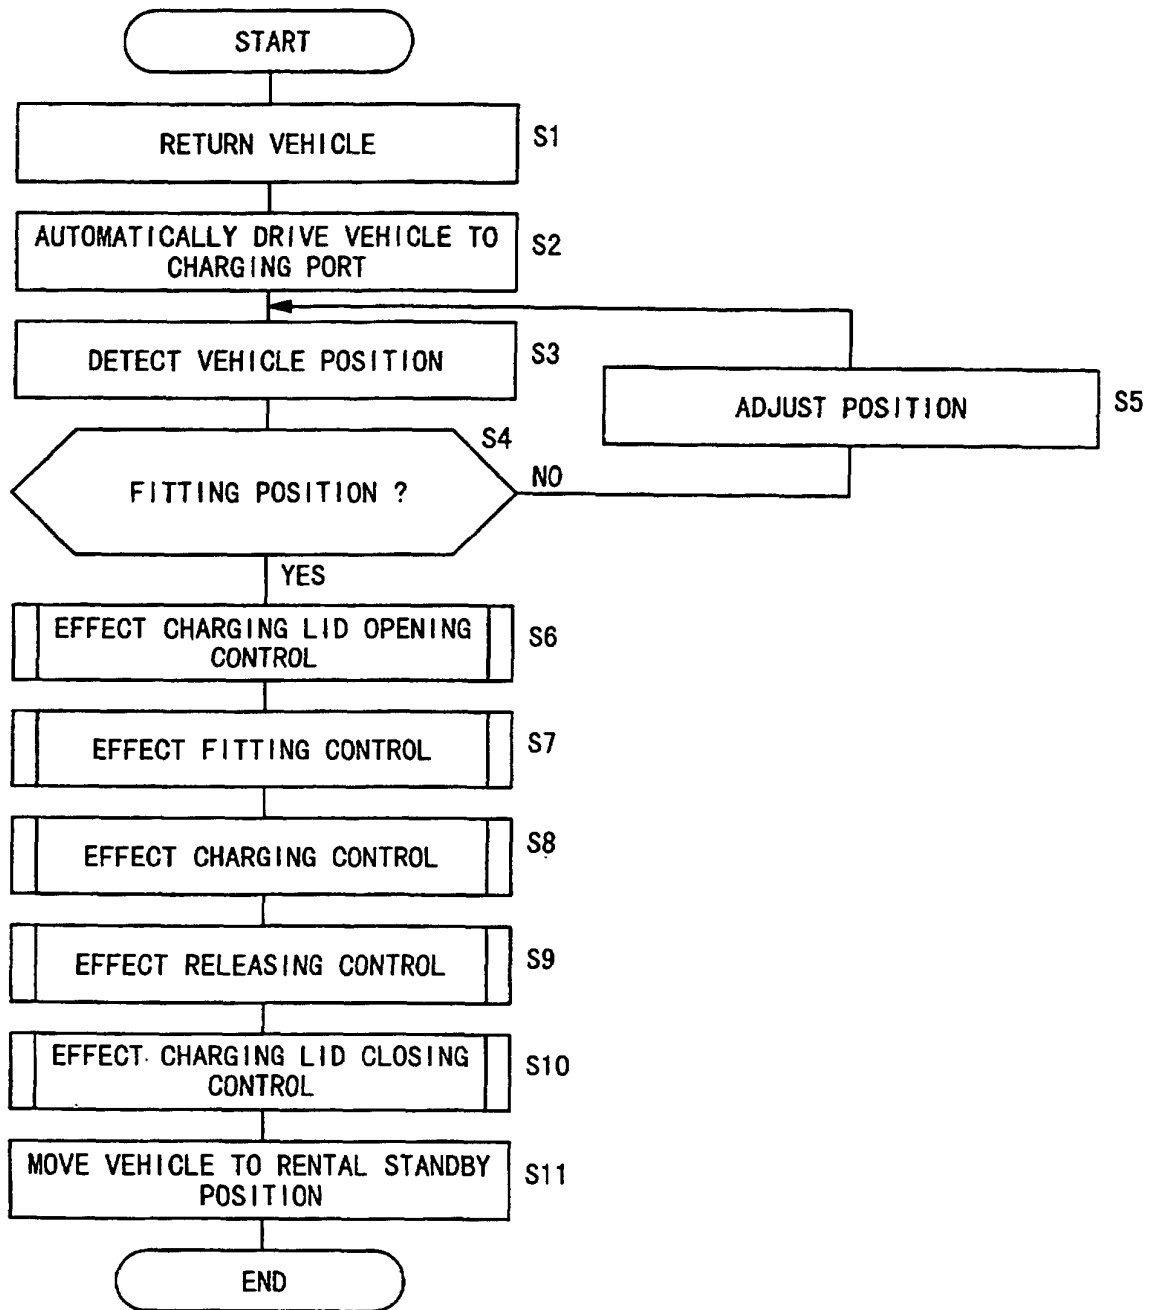 START
RETURN VEHICLE
S1
AUTOMATICALLY DRIVE VEHICLE TO
CHARGING PORT
S2
DETECT VEHICLE POSITION
S3
ADJUST POSITION
S5
S4
FITTING POSITION ?
NO
YES
EFFECT CHARGING LID OPENING
CONTROL
S6
EFFECT FITTING CONTROL
S7
EFFECT CHARGING CONTROL
S8
EFFECT RELEASING CONTROL
S9
EFFECT CHARGING LID CLOSING
CONTROL
S10
MOVE VEHICLE TO RENTAL STANDBY
POSITION
S11
END